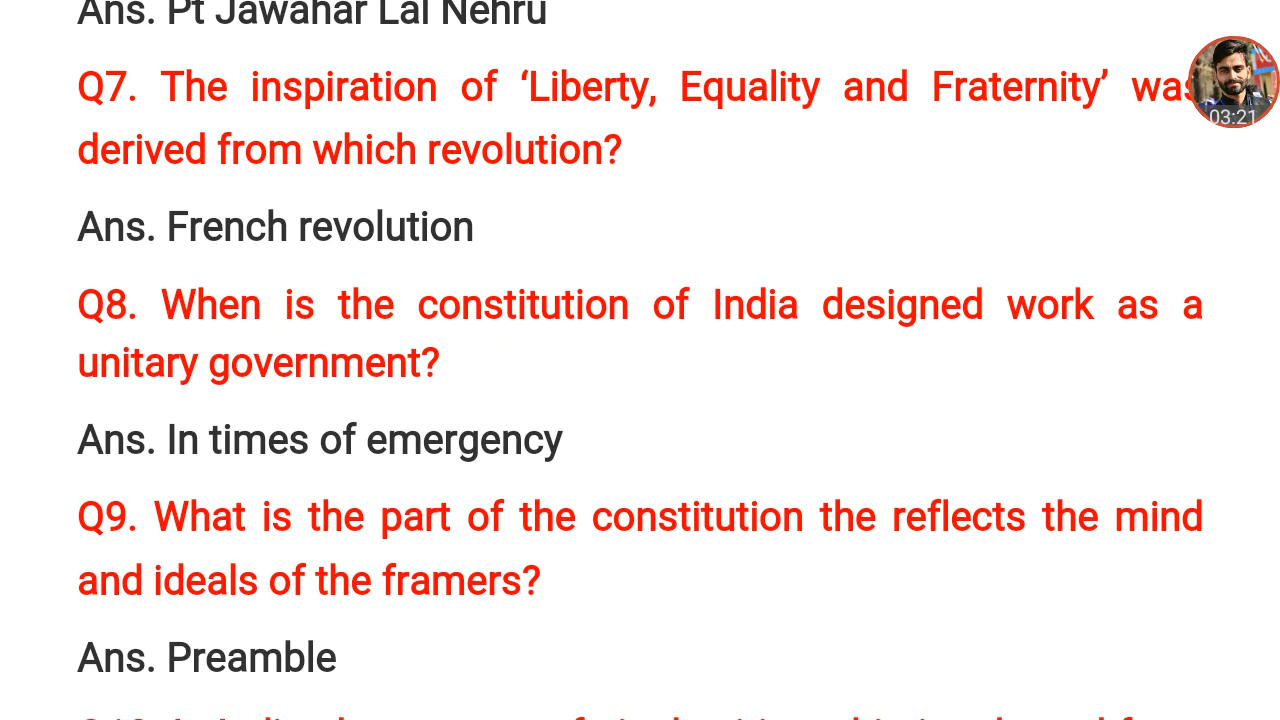 Ans. Pt Jawahar Lal Nehru
Q7. The inspiration of ‘Liberty, Equality and Fraternity’ was
03:21
derived from which revolution?
Ans. French revolution
Q8. When is the constitution of India designed work as a
unitary government?
Ans. In times of emergency
Q9. What is the part of the constitution the reflects the mind
and ideals of the framers?
Ans. Preamble